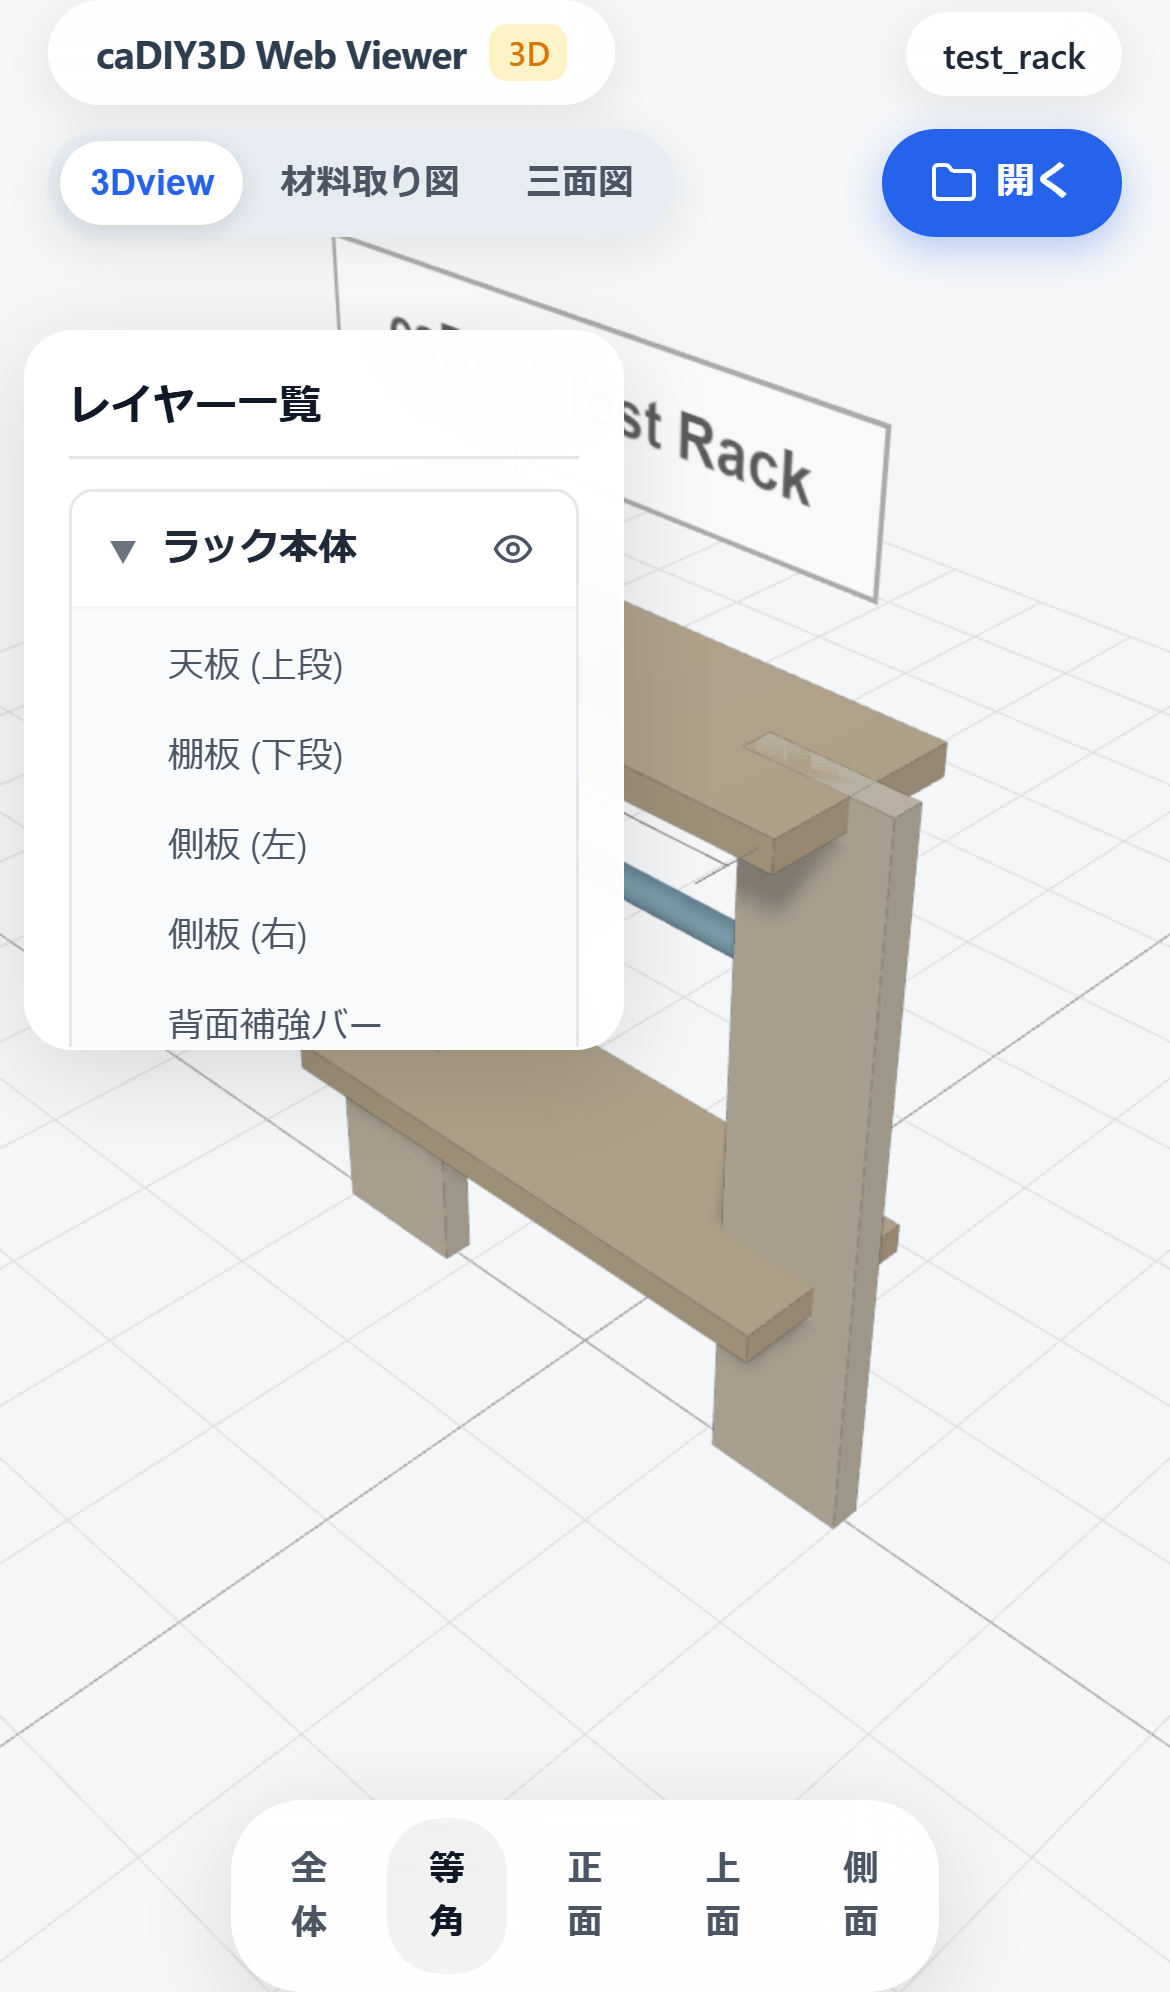 caDIY3D Web Viewer 3D
test_rack
3Dview 材料取り図 三面図
開く
est Rack
レイヤー一覧
▼ ラック本体
天板 (上段)
棚板 (下段)
側板 (左)
側板 (右)
背面補強バー
全体 等角 正面 上面 側面